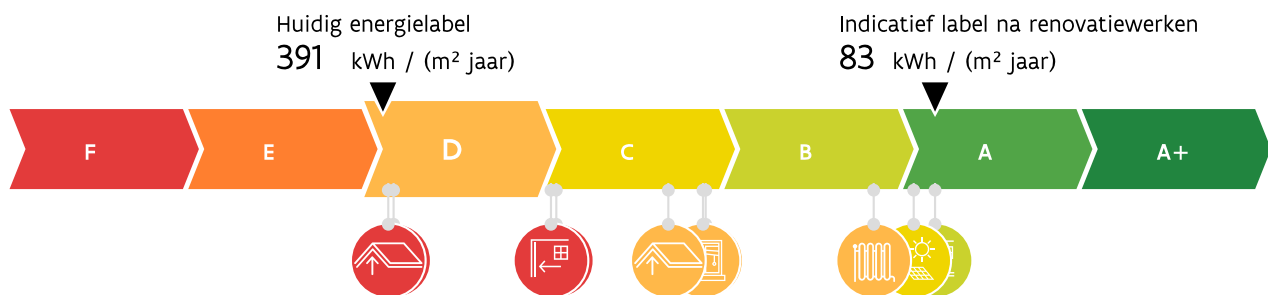 Huidig energielabel
391 kWh / (m² jaar)
Indicatief label na renovatiewerken
83 kWh / (m² jaar)
F E D C B A A+